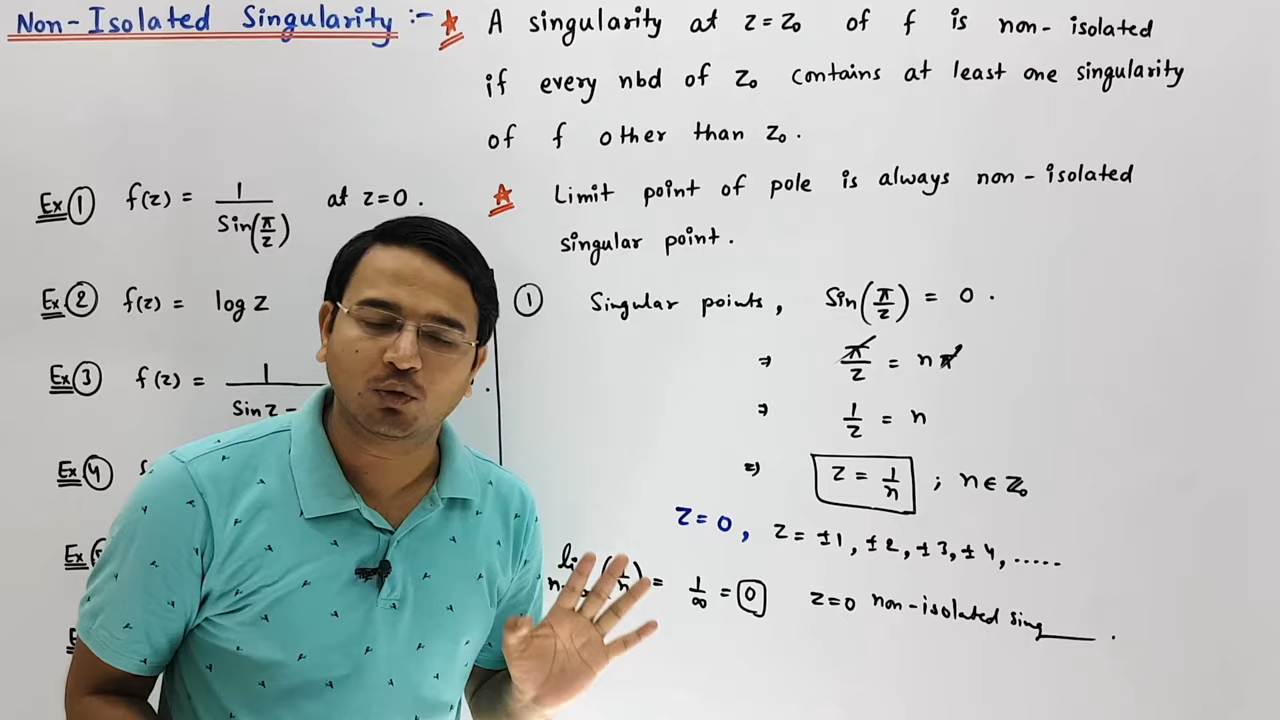 Non-Isolated Singularity :-
★ A singularity at z=z₀ of f is non-isolated
if every nbd of z₀ contains at least one singularity
of f other than z₀.
★ Limit point of pole is always non-isolated
singular point.
Ex ① f(z) = 1/Sin(π/z) at z=0.
Ex ② f(z) = log z
Ex ③ f(z) = 1/Sin z -
Ex ④
① Singular points, Sin(π/z) = 0.
⇒ π/z = nπ
⇒ 1/z = n
⇒ z = 1/n ; n ∈ Z₀
z=0, z = ±1, ±2, ±3, ±4, .....
= 1/∞ = 0 z=0 non-isolated sing .